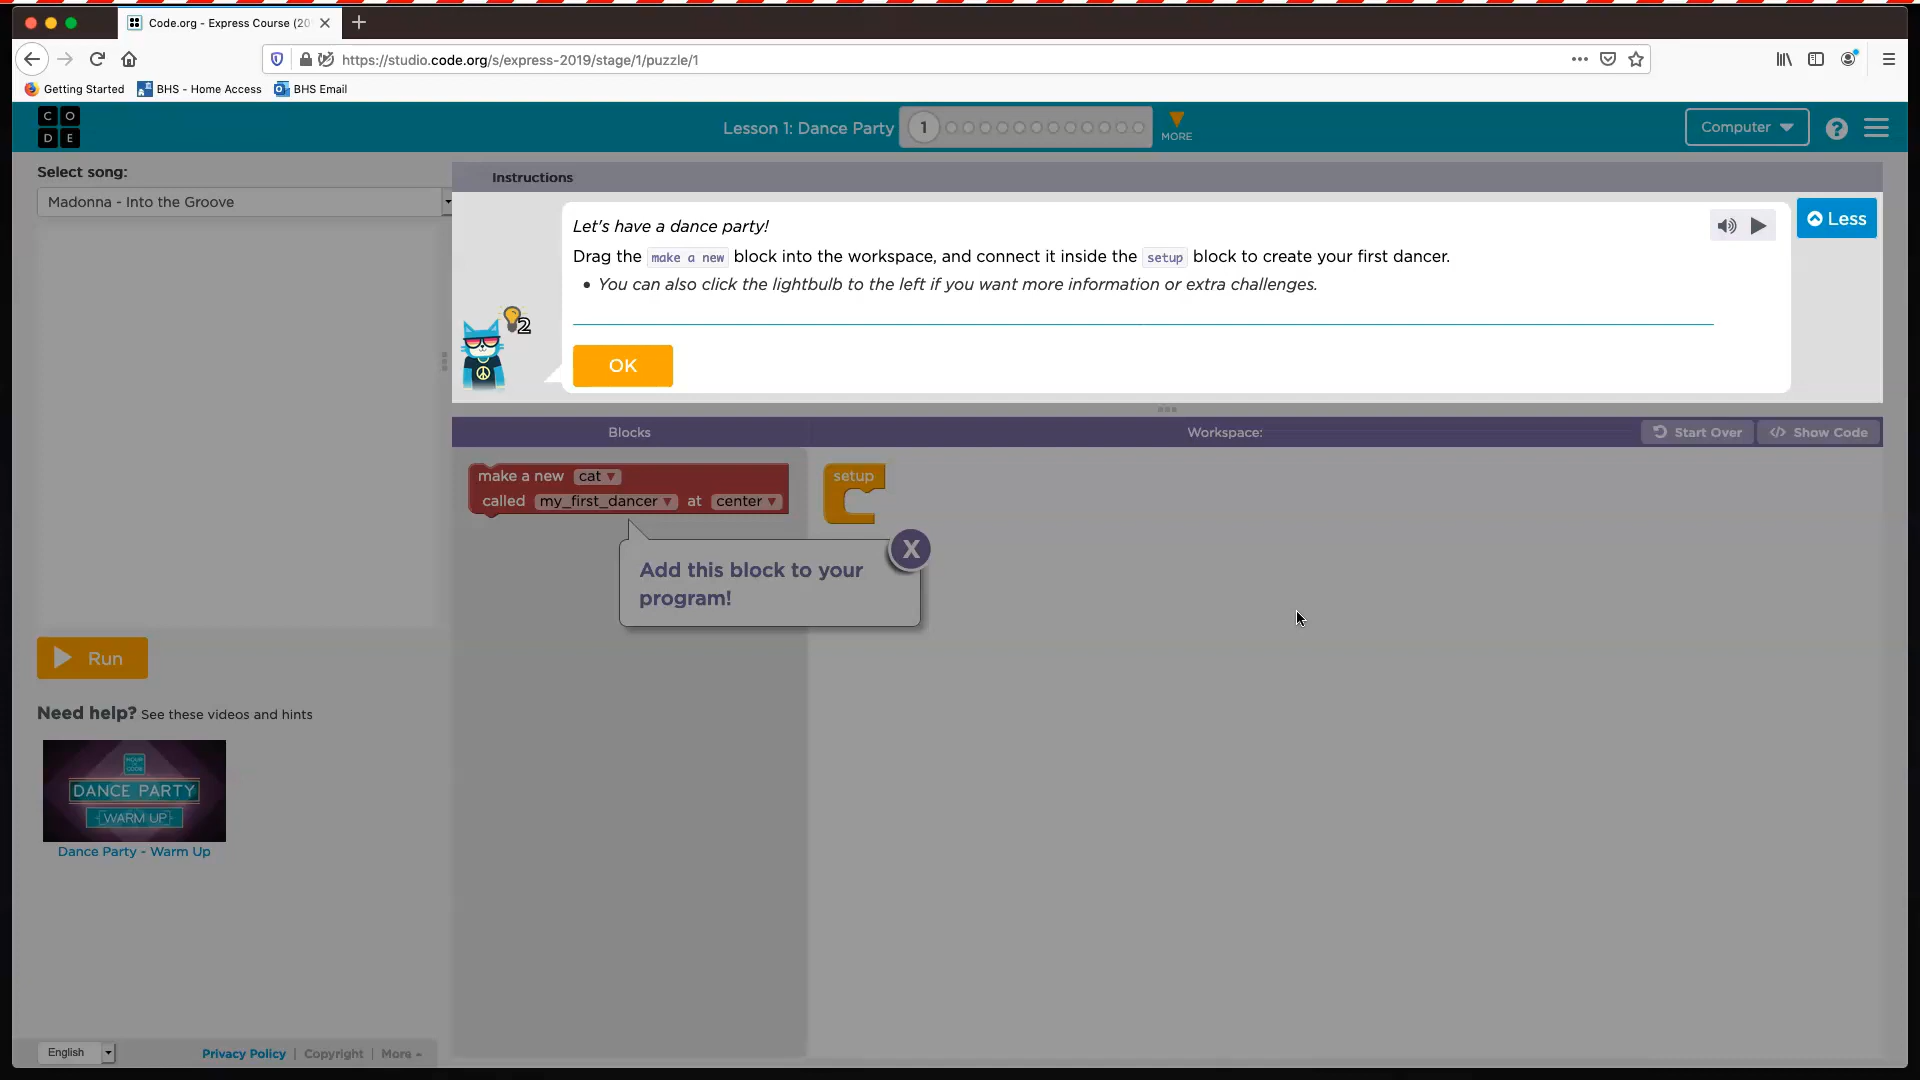 Code.org - Express Course (20
https://studio.code.org/s/express-2019/stage/1/puzzle/1
Getting Started
BHS - Home Access
BHS Email
C O
D E
Lesson 1: Dance Party
1
MORE
Computer
?
Select song:
Madonna - Into the Groove
Instructions
Let's have a dance party!
Drag the make a new block into the workspace, and connect it inside the setup block to create your first dancer.
• You can also click the lightbulb to the left if you want more information or extra challenges.
Less
2
OK
Blocks
Workspace:
Start Over
</> Show Code
make a new cat
called my_first_dancer at center
setup
X
Add this block to your
program!
Run
Need help? See these videos and hints
HOUR
CODE
DANCE PARTY
WARM UP
Dance Party - Warm Up
English
Privacy Policy | Copyright | More